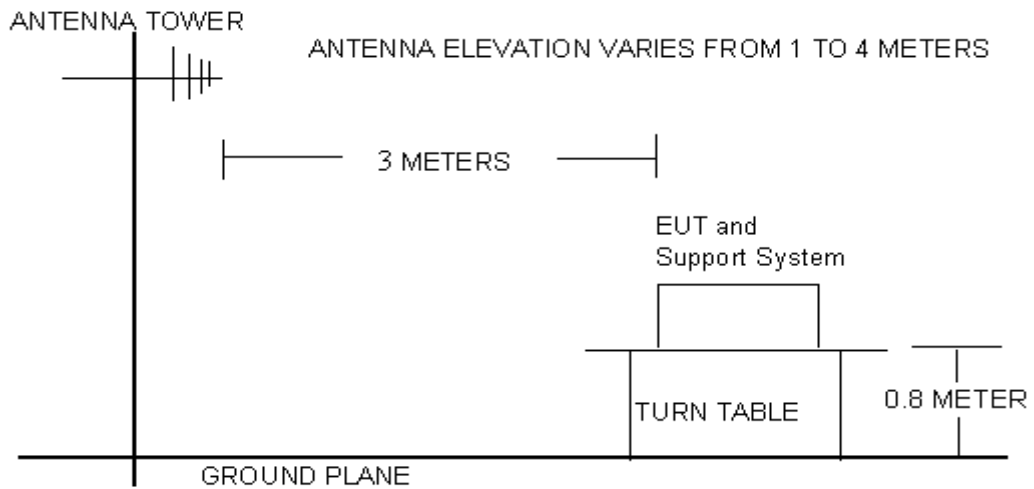 ANTENNA TOWER
ANTENNA ELEVATION VARIES FROM 1 TO 4 METERS
3 METERS
EUT and
Support System
TURN TABLE
0.8 METER
GROUND PLANE